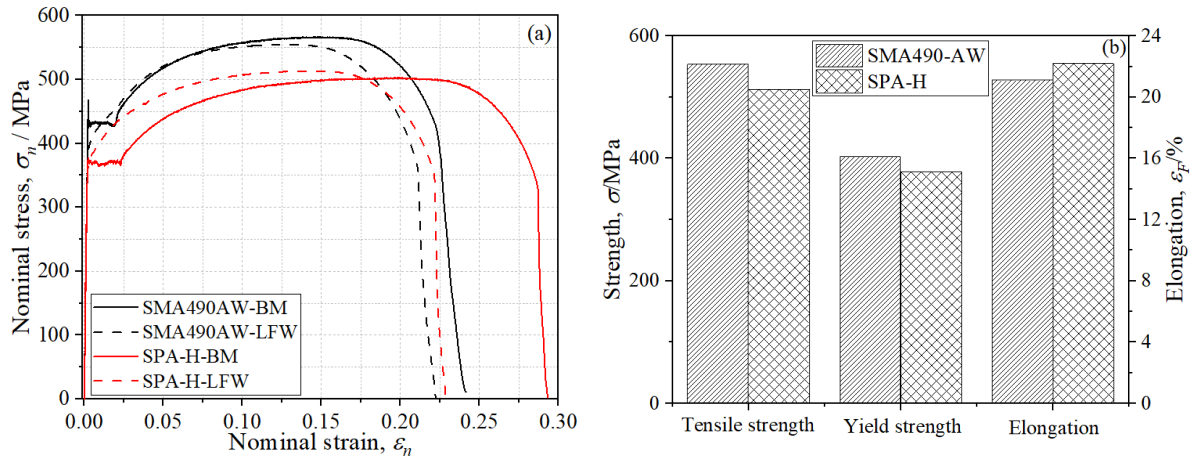 (a)
Nominal stress, σn / MPa
600
500
400
300
200
100
0
0.00 0.05 0.10 0.15 0.20 0.25 0.30
Nominal strain, εn
SMA490AW-BM
SMA490AW-LFW
SPA-H-BM
SPA-H-LFW
(b)
Strength, σ/MPa
600
400
200
0
SMA490-AW
SPA-H
24
20
16
12
8
4
0
Elongation, εF/%
Tensile strength Yield strength Elongation